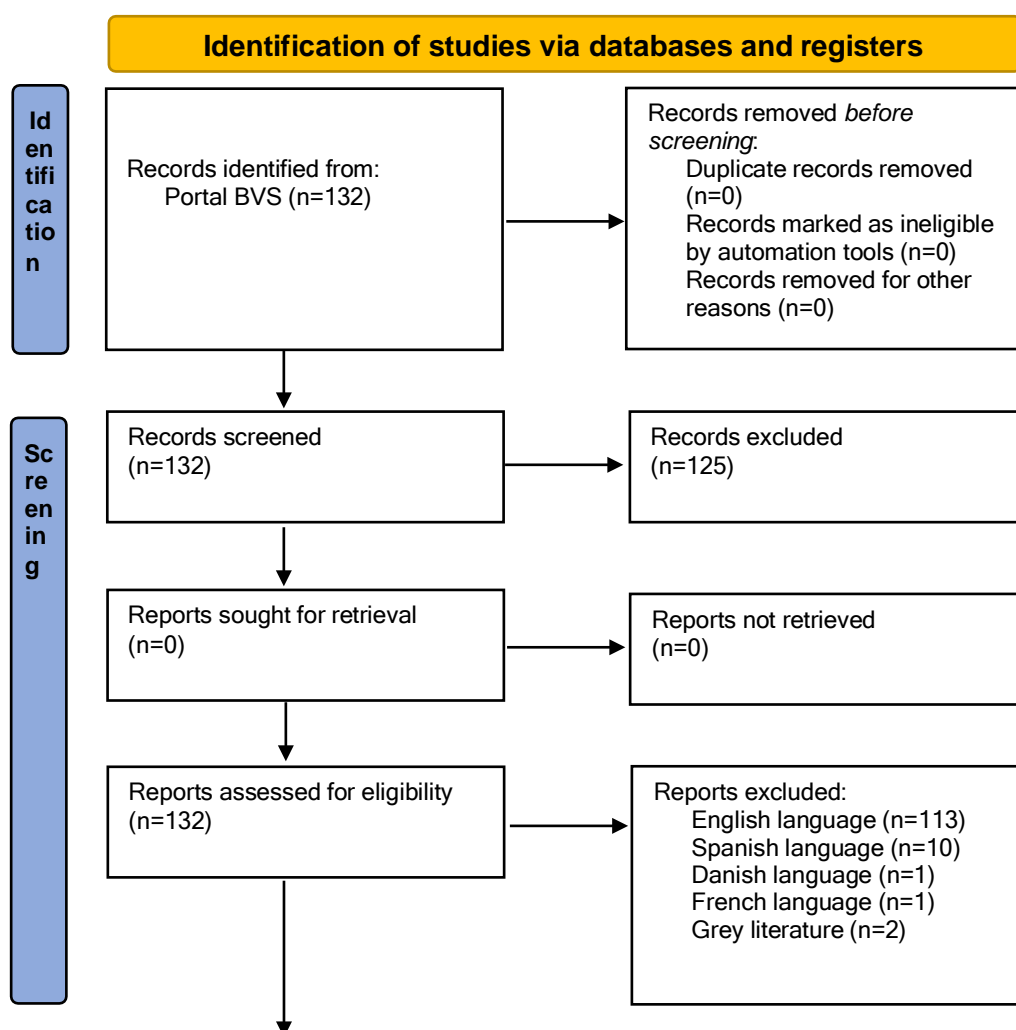 Identification of studies via databases and registers
Id
en
tifi
ca
tio
n
Records identified from:
Portal BVS (n=132)
Records removed before
screening:
Duplicate records removed
(n=0)
Records marked as ineligible
by automation tools (n=0)
Records removed for other
reasons (n=0)
Sc
re
en
in
g
Records screened
(n=132)
Records excluded
(n=125)
Reports sought for retrieval
(n=0)
Reports not retrieved
(n=0)
Reports assessed for eligibility
(n=132)
Reports excluded:
English language (n=113)
Spanish language (n=10)
Danish language (n=1)
French language (n=1)
Grey literature (n=2)